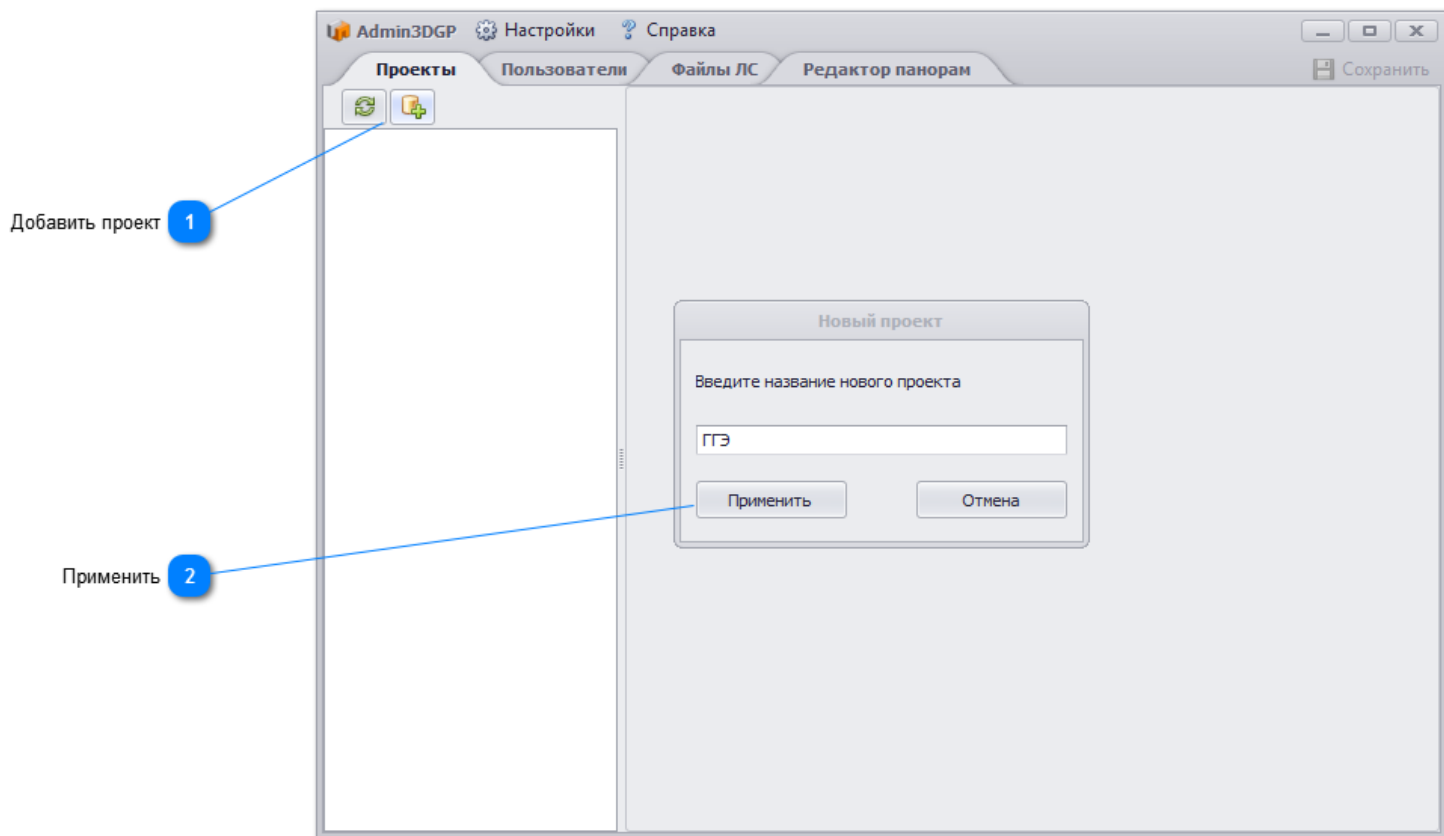 Admin3DGP Настройки Справка
Проекты Пользователи Файлы ЛС Редактор панорам Сохранить
Добавить проект 1
Новый проект
Введите название нового проекта
ГГЭ
Применить Отмена
Применить 2